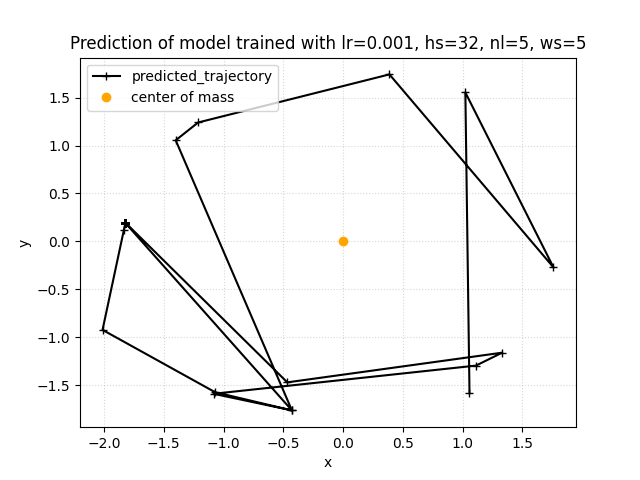 Prediction of model trained with lr=0.001, hs=32, nl=5, ws=5
predicted_trajectory
center of mass
1.5
1.0
0.5
0.0
−0.5
−1.0
−1.5
y
−2.0 −1.5 −1.0 −0.5 0.0 0.5 1.0 1.5
x